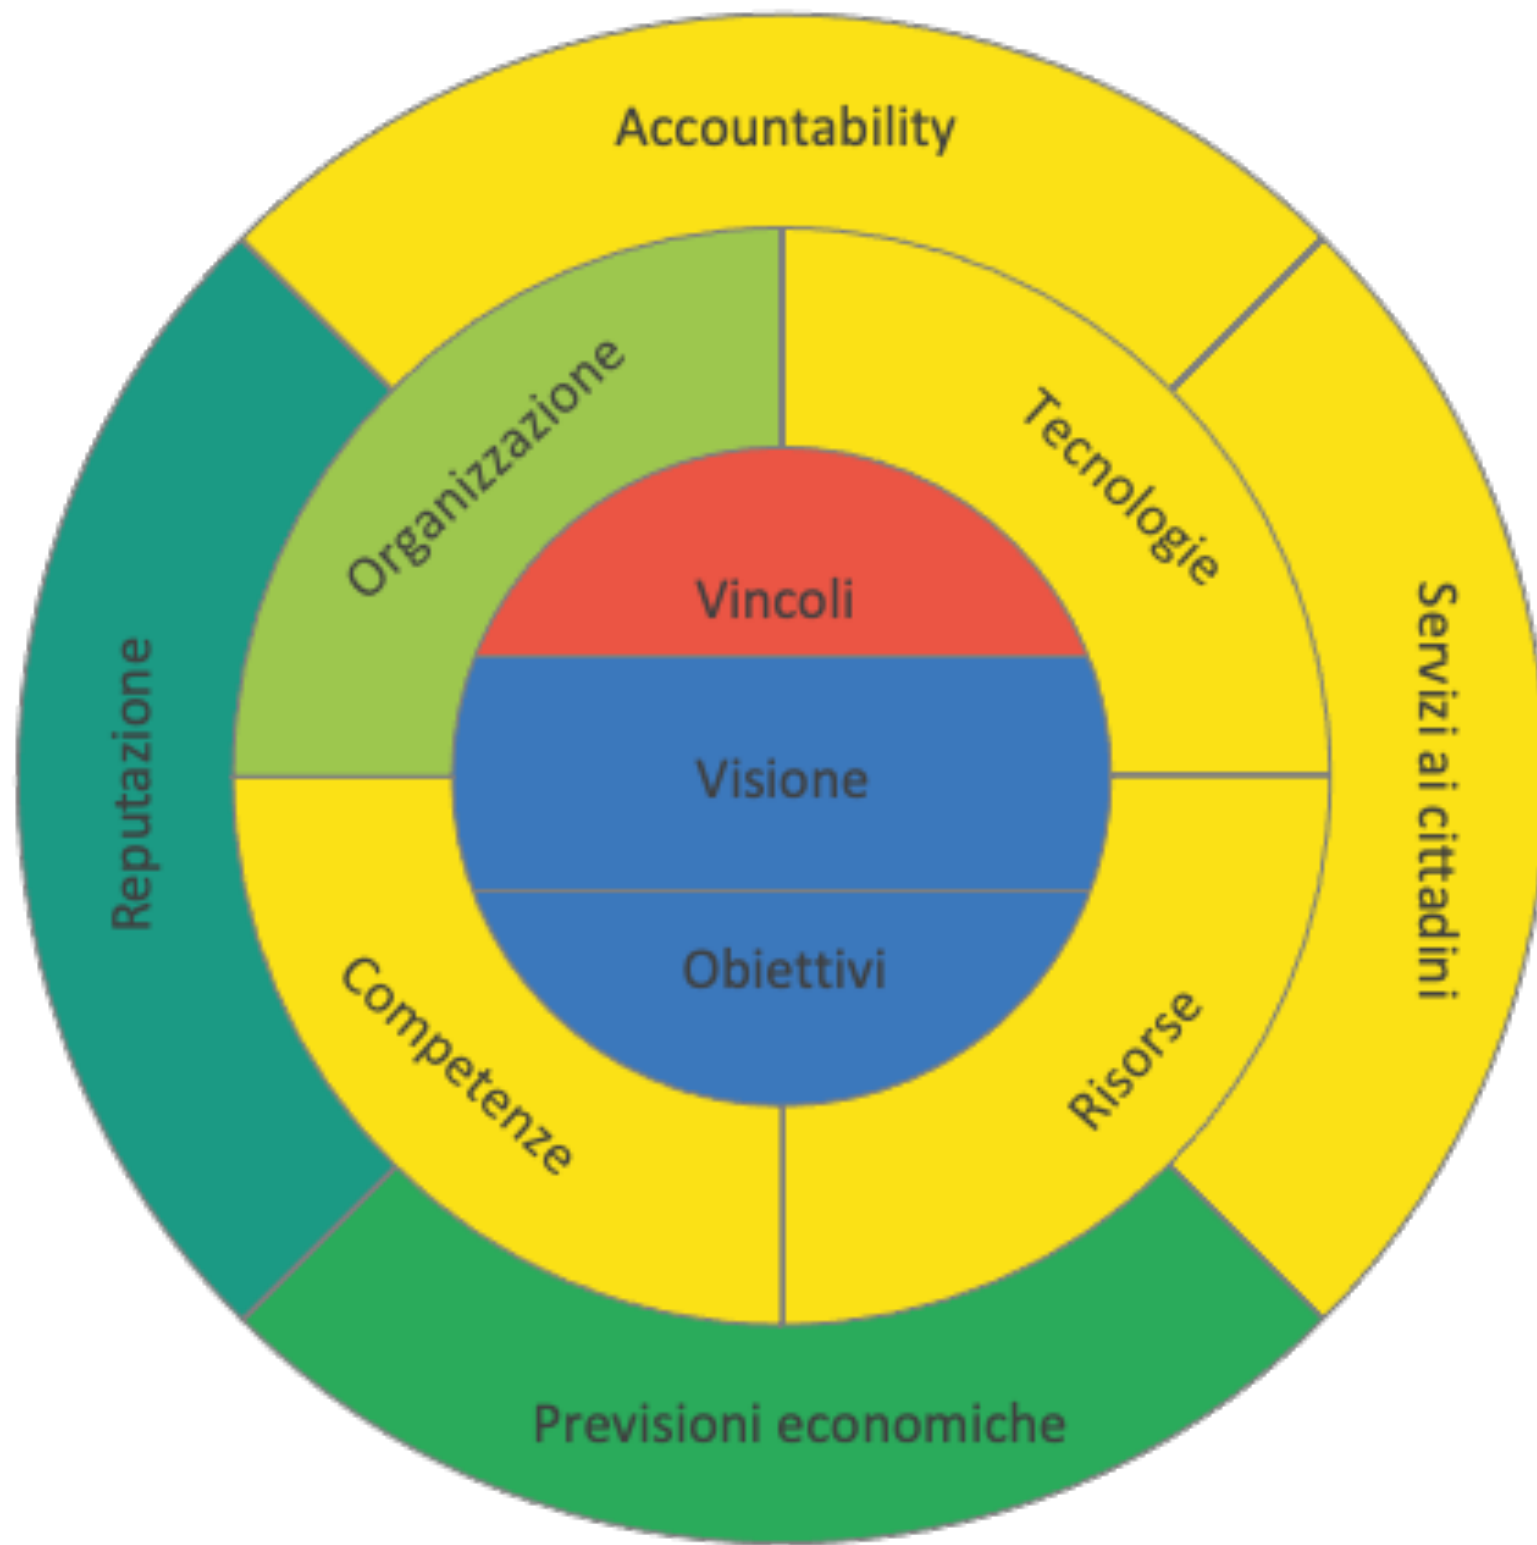 Accountability
Organizzazione
Tecnologie
Vincoli
Visione
Obiettivi
Reputazione
Servizi ai cittadini
Competenze
Risorse
Previsioni economiche